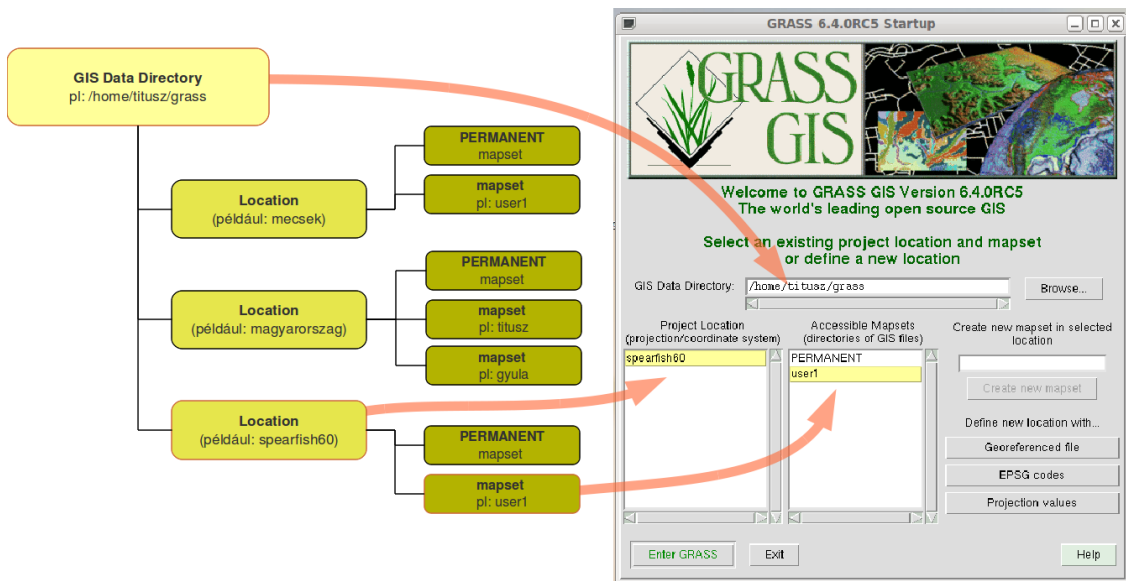 GIS Data Directory
pl: /home/titusz/grass
PERMANENT
mapset
mapset
pl: user1
Location
(például: mecsek)
PERMANENT
mapset
mapset
pl: titusz
mapset
pl: gyula
Location
(például: magyarorszag)
Location
(például: spearfish60)
PERMANENT
mapset
mapset
pl: user1
GRASS 6.4.0RC5 Startup
GRASS
GIS
Welcome to GRASS GIS Version 6.4.0RC5
The world's leading open source GIS
Select an existing project location and mapset
or define a new location
GIS Data Directory:
/home/titusz/grass
Browse...
Project Location
(projection/coordinate system)
spearfish60
Accessible Mapsets
(directories of GIS files)
PERMANENT
user1
Create new mapset in selected
location
Create new mapset
Define new location with...
Georeferenced file
EPSG codes
Projection values
Enter GRASS
Exit
Help